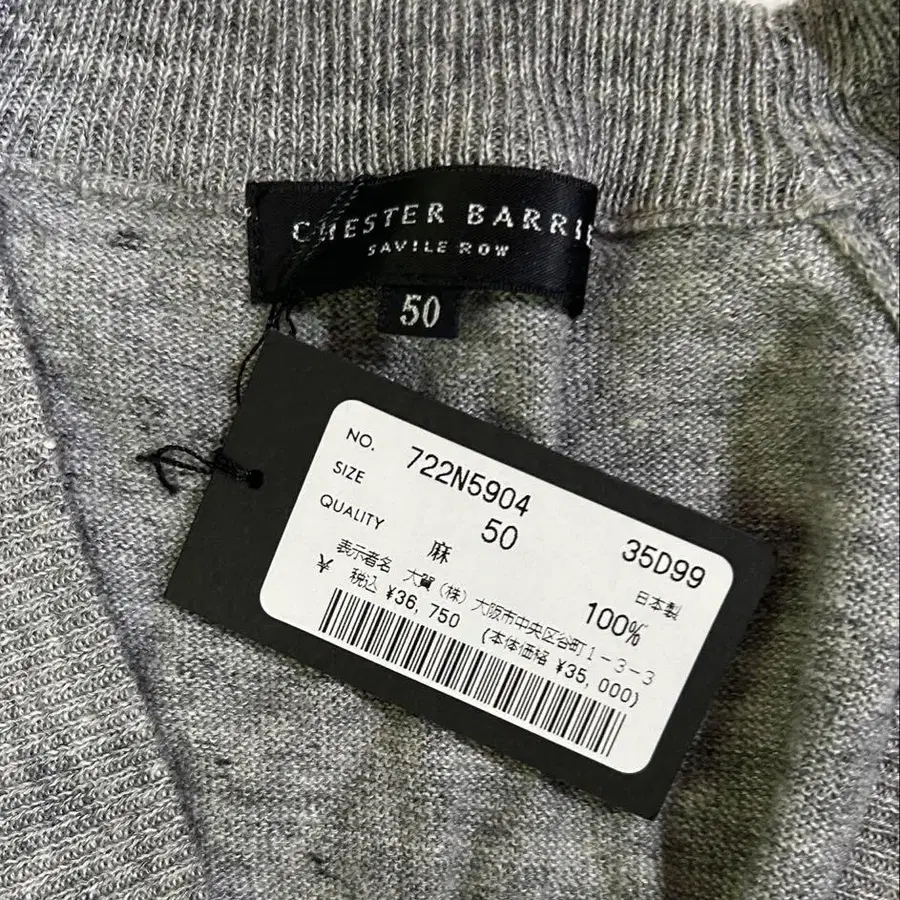 CHESTER BARRIE
SAVILE ROW
50
NO. 722N5904
SIZE 50 35D99
QUALITY 日本製
麻 100%
表示者名 大賀(株)大阪市中央区谷町1-3-3
税込 ¥36,750 (本体価格 ¥35,000)